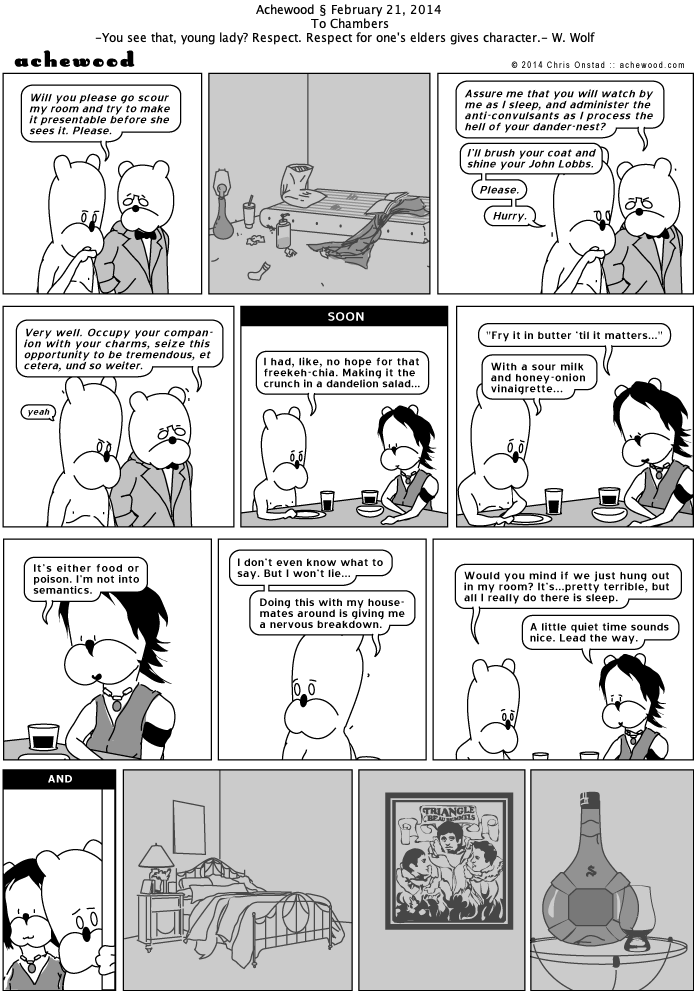 Achewood § February 21, 2014
To Chambers
-You see that, young lady? Respect. Respect for one's elders gives character.- W. Wolf
achewood
© 2014 Chris Onstad :: achewood.com
Will you please go scour
my room and try to make
it presentable before she
sees it. Please.
Assure me that you will watch by
me as I sleep, and administer the
anti-convulsants as I process the
hell of your dander-nest?
I'll brush your coat and
shine your John Lobbs.
Please.
Hurry.
Very well. Occupy your compan-
ion with your charms, seize this
opportunity to be tremendous, et
cetera, und so weiter.
yeah
SOON
I had, like, no hope for that
freekeh-chia. Making it the
crunch in a dandelion salad...
"Fry it in butter 'til it matters..."
With a sour milk
and honey-onion
vinaigrette...
It's either food or
poison. I'm not into
semantics.
I don't even know what to
say. But I won't lie...
Doing this with my house-
mates around is giving me
a nervous breakdown.
Would you mind if we just hung out
in my room? It's...pretty terrible, but
all I really do there is sleep.
A little quiet time sounds
nice. Lead the way.
AND
TRIANGLE
BEAU BRUMMELS
S